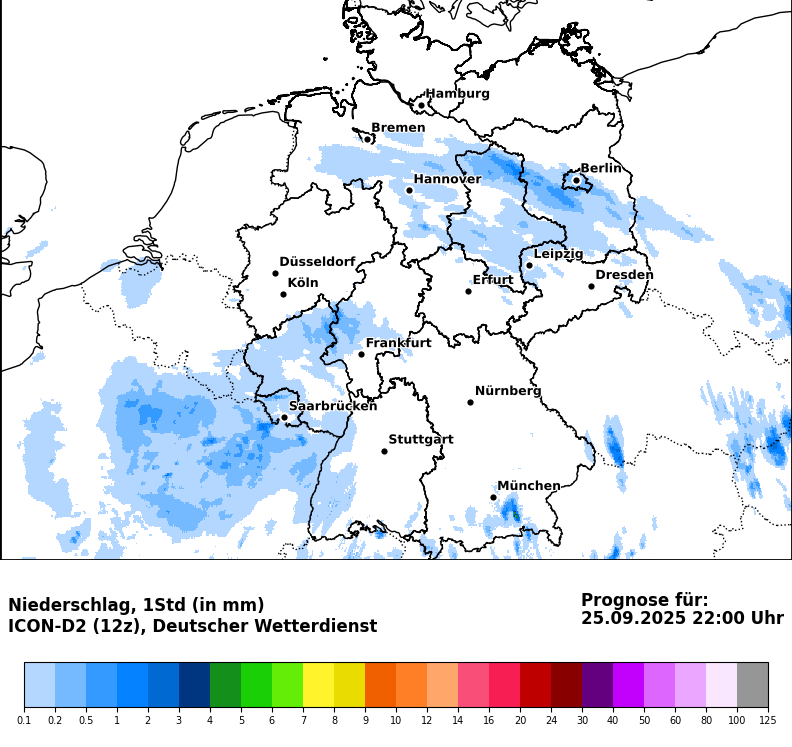 Hamburg
Bremen
Berlin
Hannover
Leipzig
Düsseldorf
Dresden
Köln
Erfurt
Frankfurt
Nürnberg
Saarbrücken
Stuttgart
München
Niederschlag, 1Std (in mm)
ICON-D2 (12z), Deutscher Wetterdienst
Prognose für:
25.09.2025 22:00 Uhr
0.1 0.2 0.5 1 2 3 4 5 6 7 8 9 10 12 14 16 20 24 30 40 50 60 80 100 125